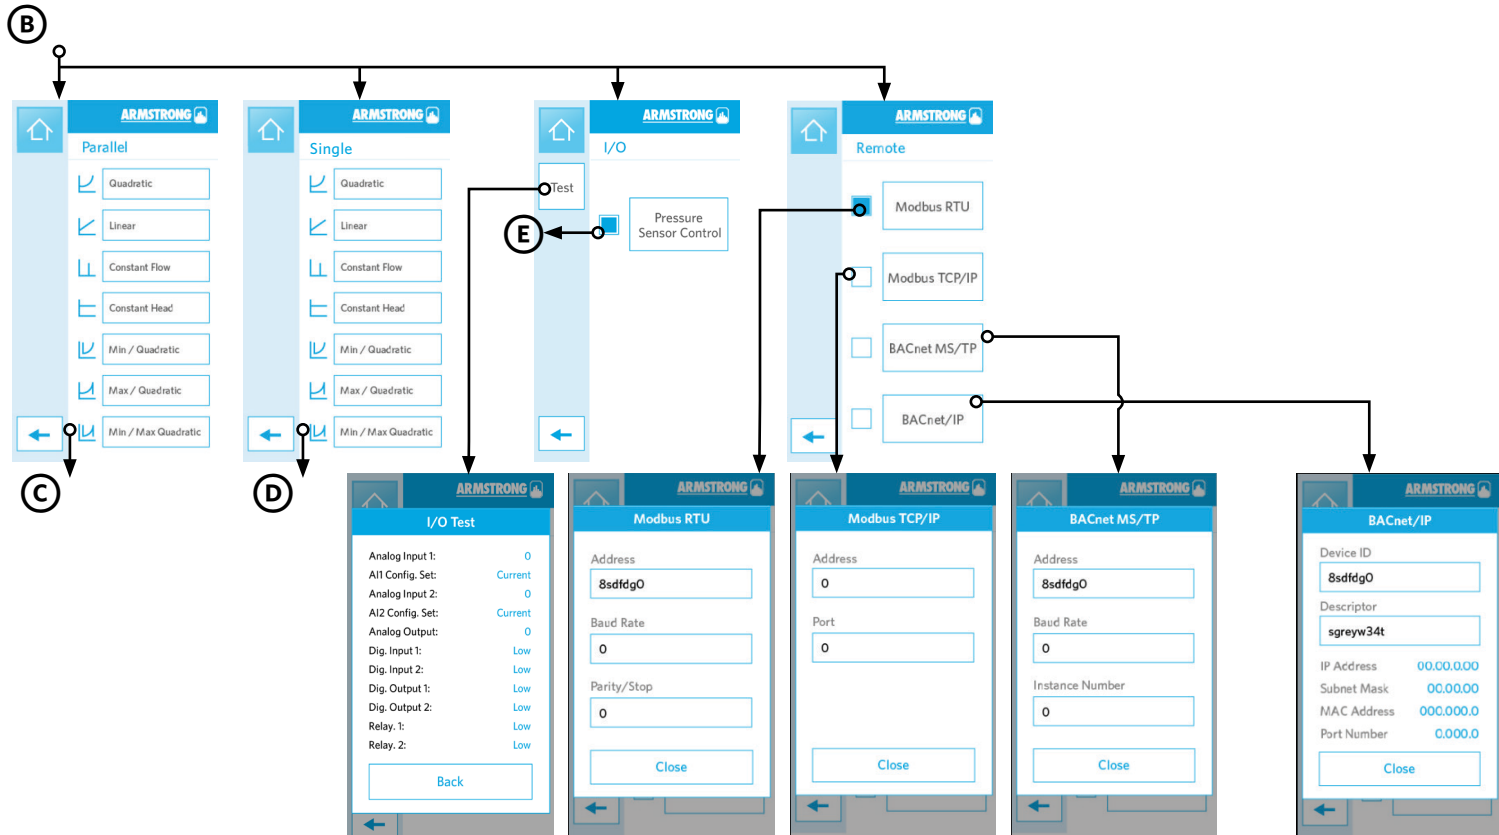 B
ARMSTRONG
Parallel
Quadratic
Linear
Constant Flow
Constant Head
Min / Quadratic
Max / Quadratic
Min / Max Quadratic
C
ARMSTRONG
Single
Quadratic
Linear
Constant Flow
Constant Head
Min / Quadratic
Max / Quadratic
Min / Max Quadratic
D
ARMSTRONG
I/O
Test
Pressure
Sensor Control
E
ARMSTRONG
Remote
Modbus RTU
Modbus TCP/IP
BACnet MS/TP
BACnet/IP
ARMSTRONG
I/O Test
Analog Input 1: 0
AI1 Config. Set: Current
Analog Input 2: 0
AI2 Config. Set: Current
Analog Output: 0
Dig. Input 1: Low
Dig. Input 2: Low
Dig. Output 1: Low
Dig. Output 2: Low
Relay. 1: Low
Relay. 2: Low
Back
ARMSTRONG
Modbus RTU
Address
8sdfdg0
Baud Rate
0
Parity/Stop
0
Close
ARMSTRONG
Modbus TCP/IP
Address
0
Port
0
Close
ARMSTRONG
BACnet MS/TP
Address
8sdfdg0
Baud Rate
0
Instance Number
0
Close
ARMSTRONG
BACnet/IP
Device ID
8sdfdg0
Descriptor
sgreyw34t
IP Address 00.00.0.00
Subnet Mask 00.00.00
MAC Address 000.000.0
Port Number 0.000.0
Close